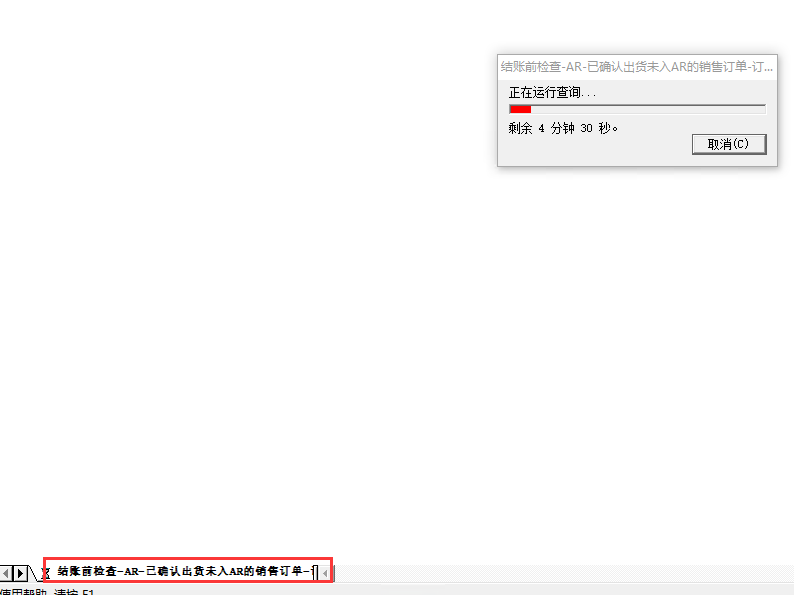 结账前检查-AR-已确认出货未入AR的销售订单-订...
正在运行查询...
剩余 4 分钟 30 秒。
取消(C)
结账前检查-AR-已确认出货未入AR的销售订单-
使用帮助, 请按 F1